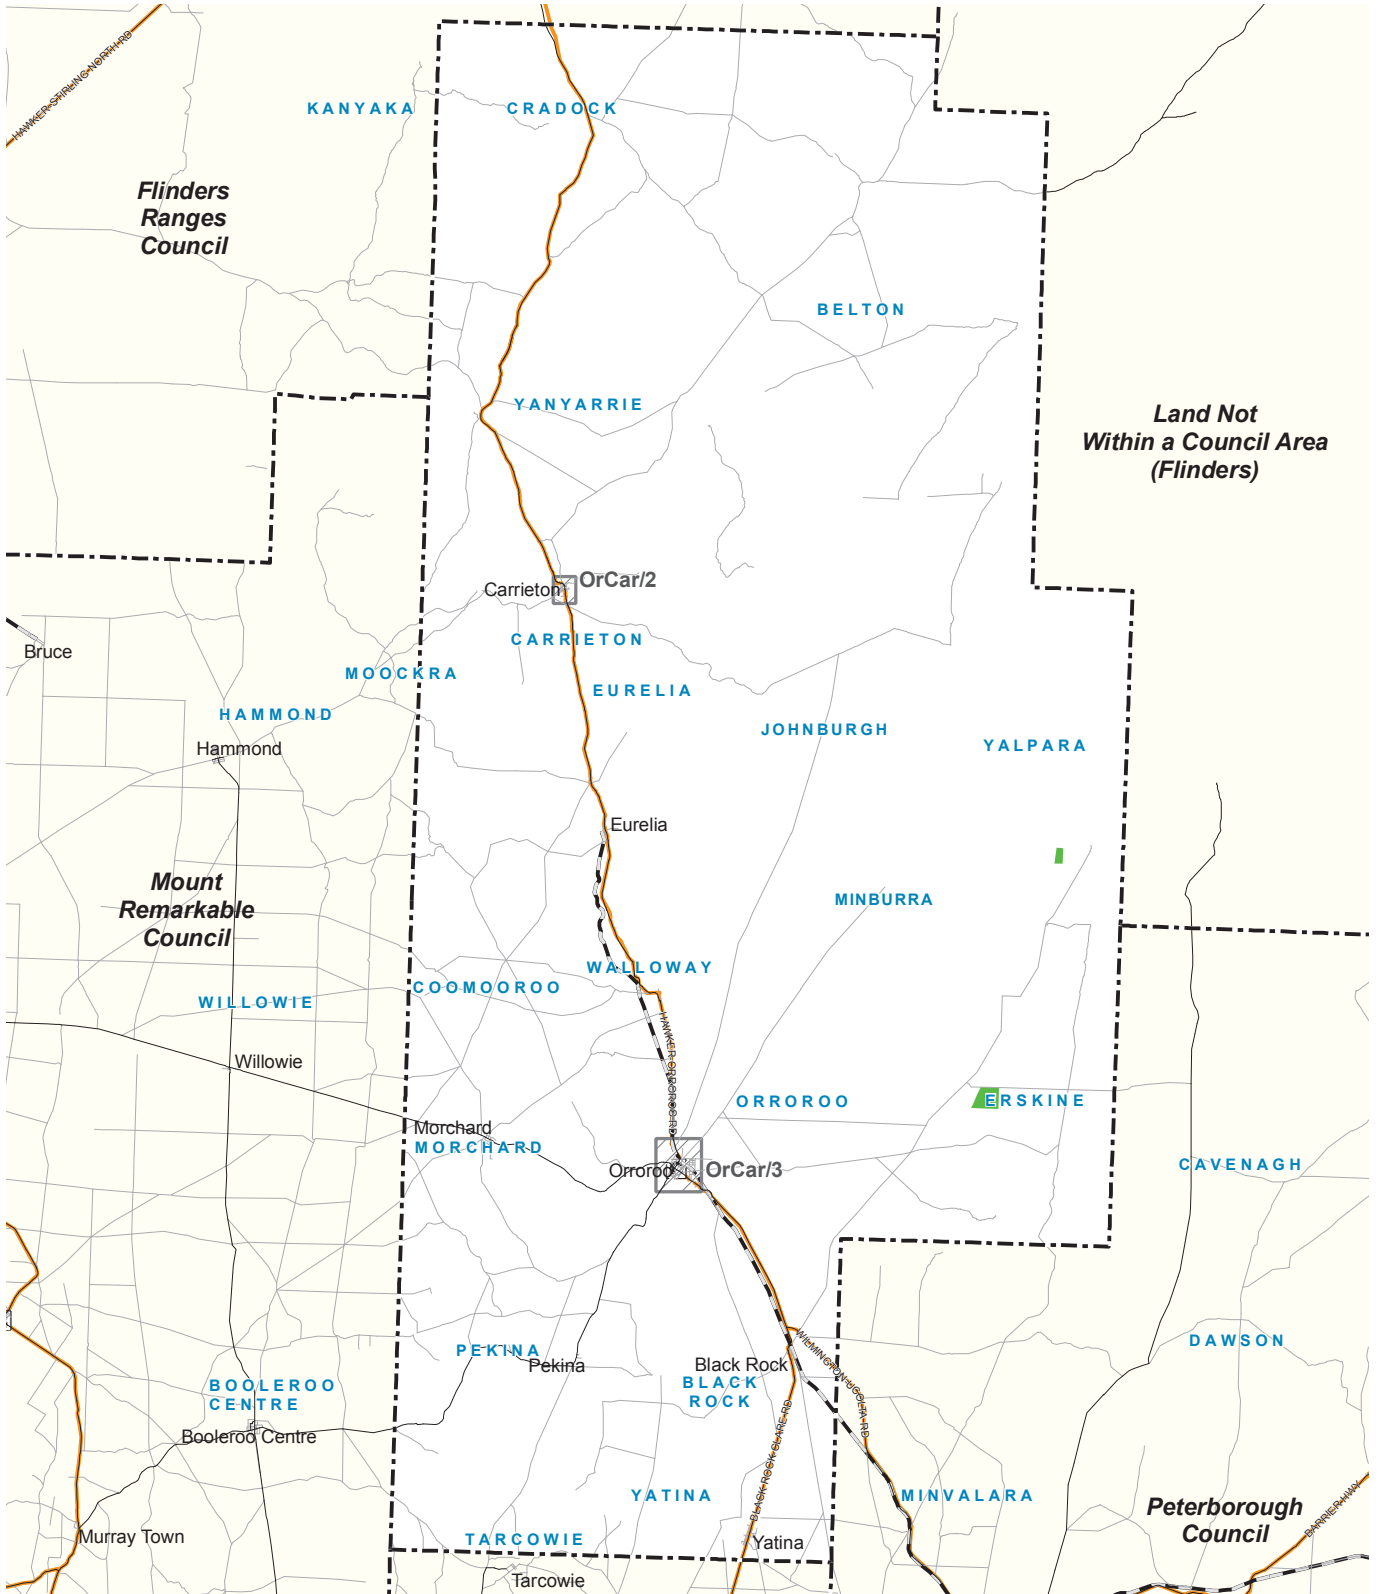 HAWKER-STIRLING-NORTH-RD
KANYAKA
CRADOCK
Flinders
Ranges
Council
BELTON
YANYARRIE
Land Not
Within a Council Area
(Flinders)
Carrieton
OrCar/2
CARRIETON
Bruce
MOOCKRA
EURELIA
HAMMOND
JOHNBURGH
YALPARA
Hammond
Eurelia
Mount
Remarkable
Council
MINBURRA
WALLOWAY
COOMOOROO
WILLOWIE
HAWKER-ORROROO-RD
Willowie
ORROROO
ERSKINE
Morchard
MORCHARD
Orroroo
OrCar/3
CAVENAGH
WILMINGTON-UCOLTA-RD
DAWSON
PEKINA
Pekina
Black Rock
BLACK
ROCK
BOOLEROO
CENTRE
Booleroo Centre
BLACK-ROCK-CLARE-RD
YATINA
MINVALARA
Peterborough
Council
BARRIER-HWY
Murray Town
TARCOWIE
Yatina
Tarcowie